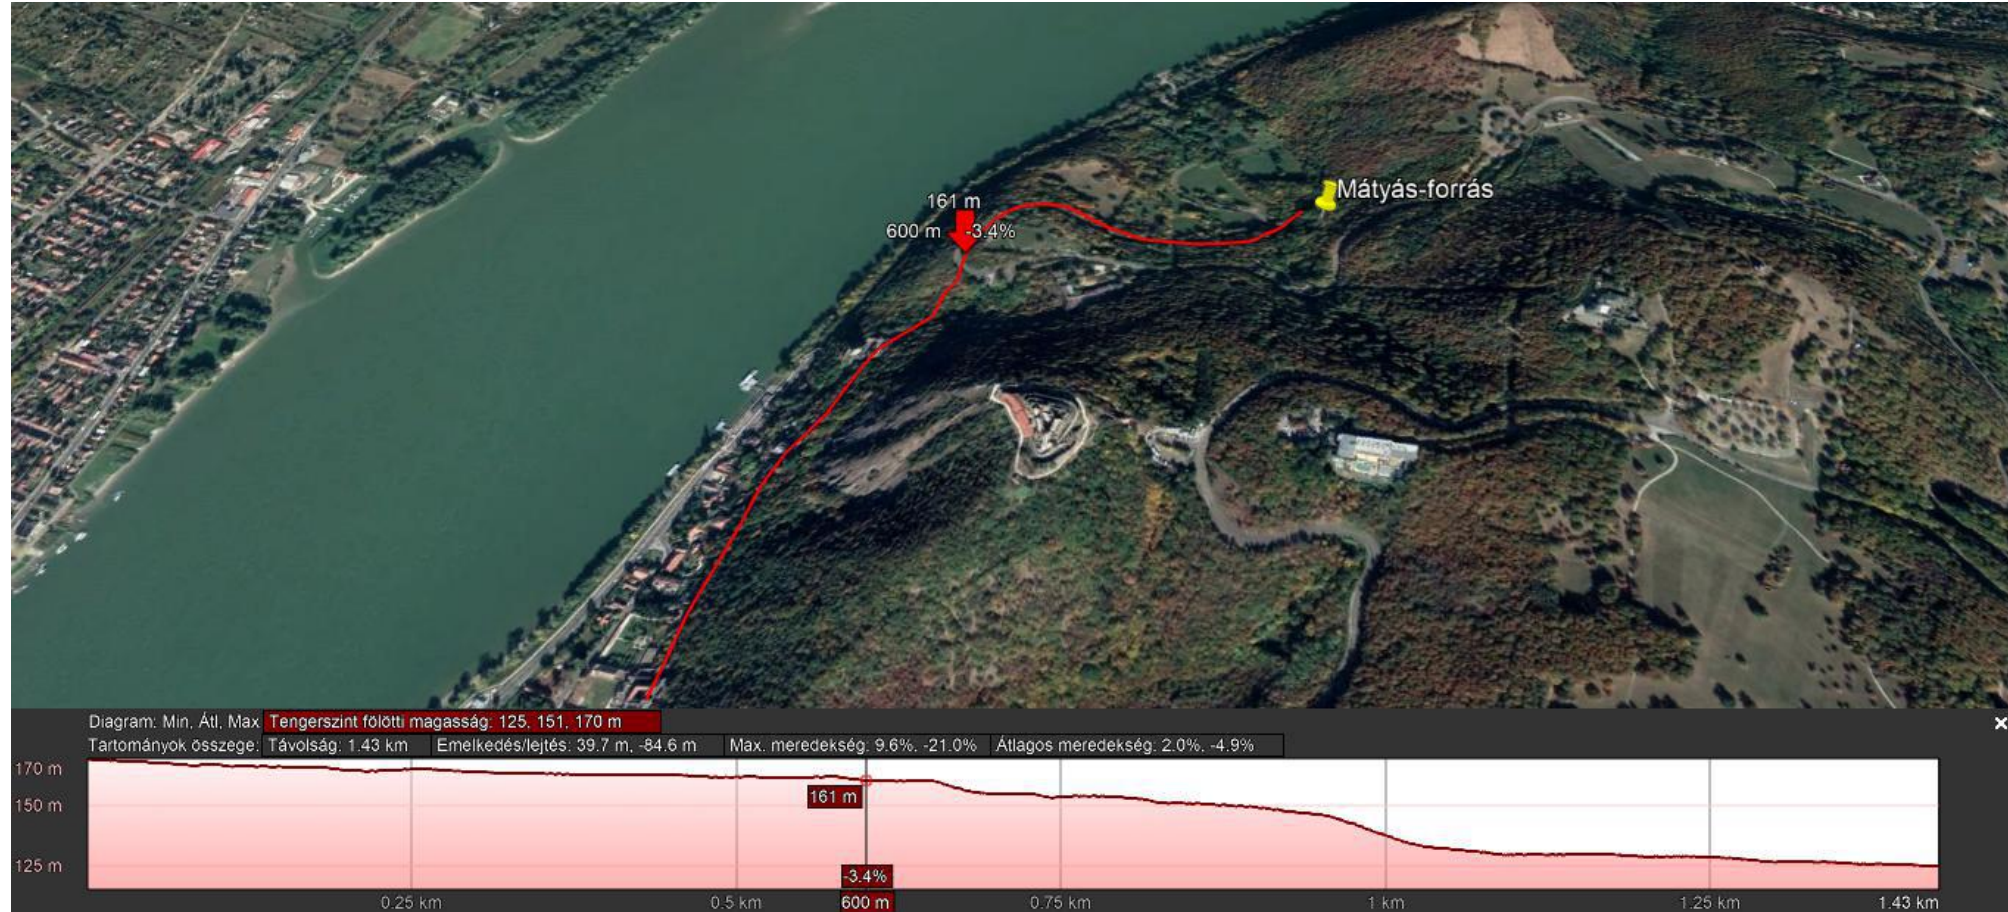 Mátyás-forrás
161 m
600 m
-3.4%
Diagram: Min, Átl, Max Tengerszint fölötti magasság: 125, 151, 170 m
Tartományok összege: Távolság: 1.43 km Emelkedés/lejtés: 39.7 m, -84.6 m Max. meredekség: 9.6%, -21.0% Átlagos meredekség: 2.0%, -4.9%
170 m
150 m
161 m
125 m
-3.4%
0.25 km 0.5 km 600 m 0.75 km 1 km 1.25 km 1.43 km